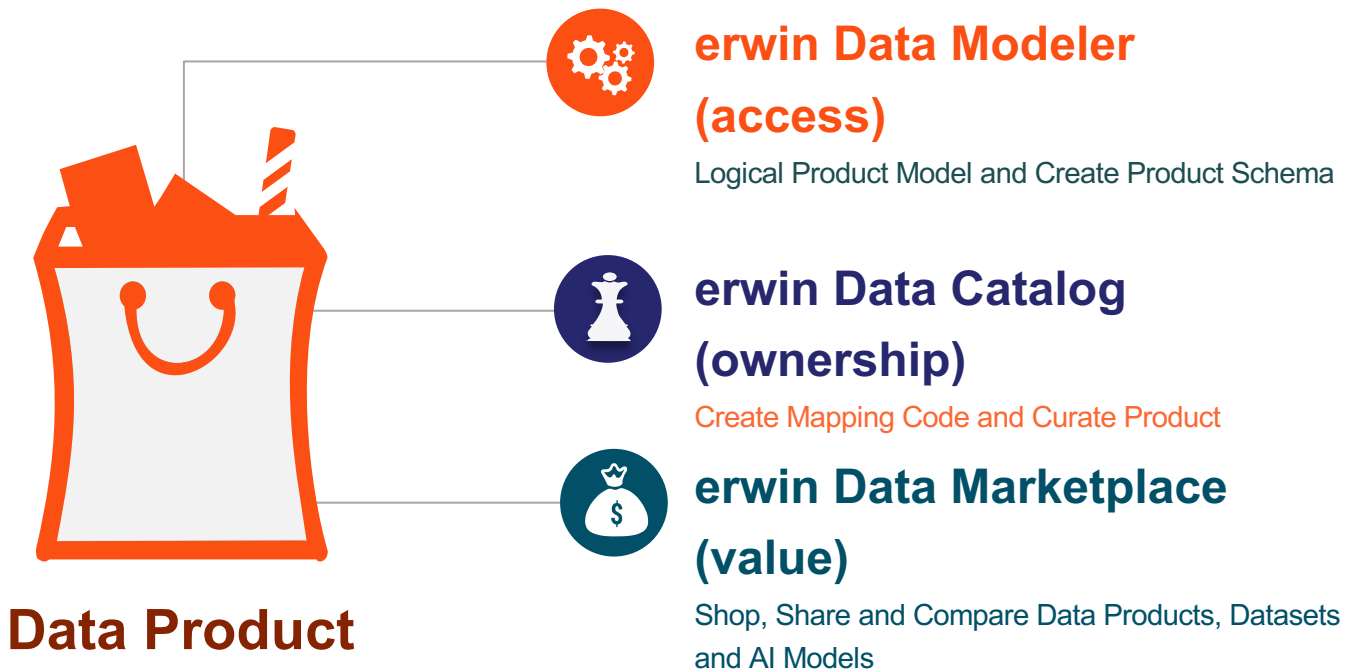 erwin Data Modeler
(access)
Logical Product Model and Create Product Schema
erwin Data Catalog
(ownership)
Create Mapping Code and Curate Product
erwin Data Marketplace
(value)
Shop, Share and Compare Data Products, Datasets
and AI Models
$
Data Product